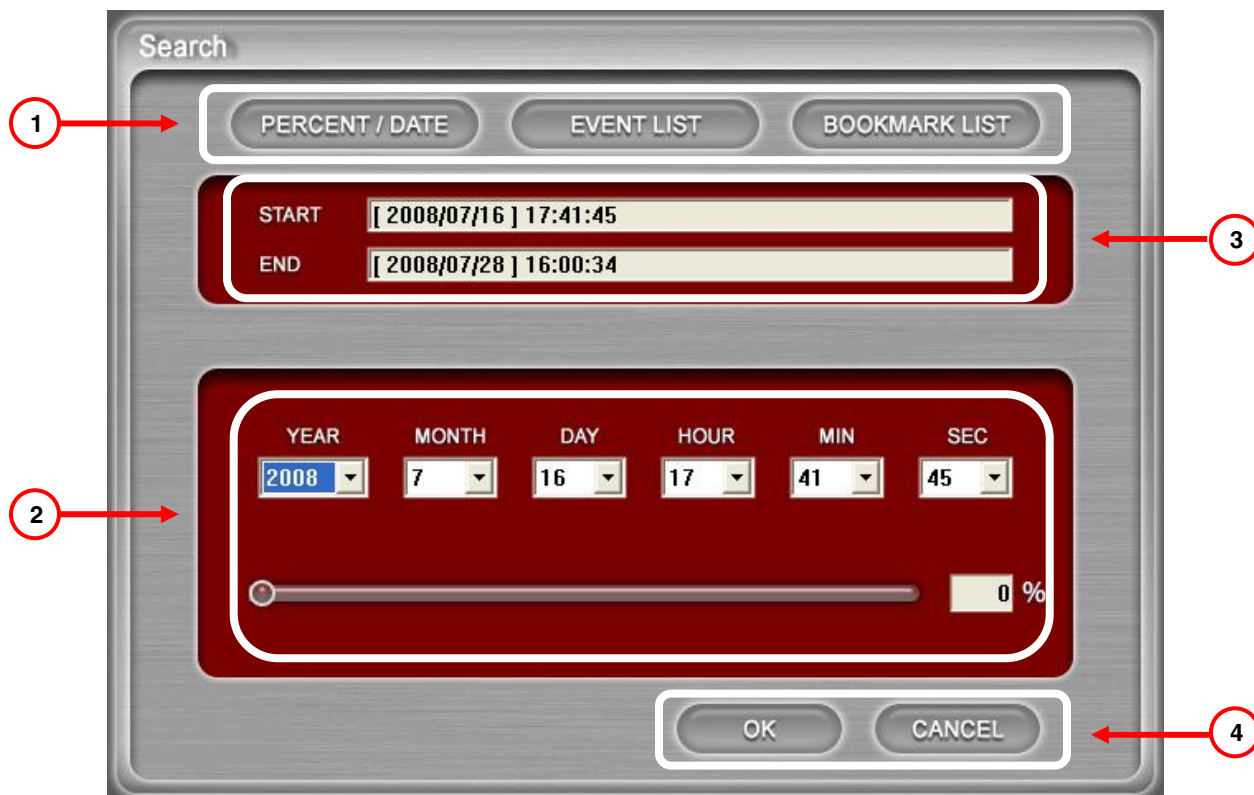 Search
1
PERCENT / DATE EVENT LIST BOOKMARK LIST
START [ 2008/07/16 ] 17:41:45
3
END [ 2008/07/28 ] 16:00:34
YEAR MONTH DAY HOUR MIN SEC
2008 7 16 17 41 45
2
0 %
OK CANCEL
4